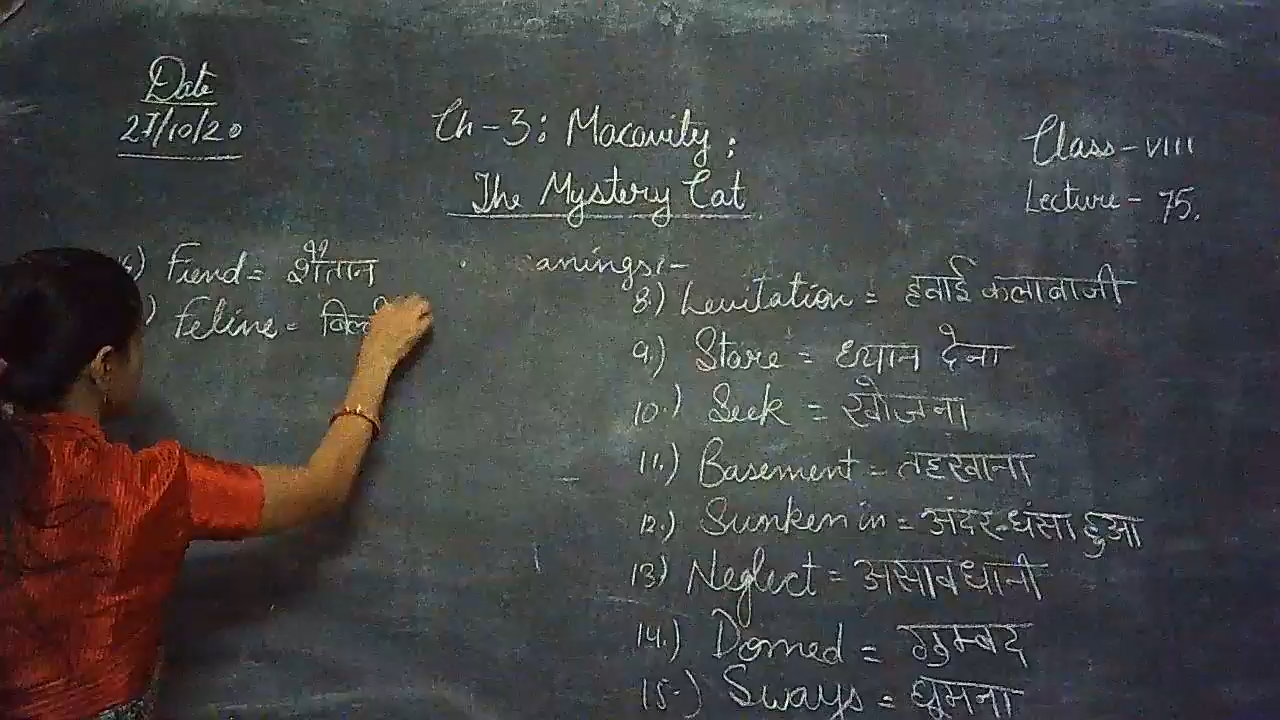 Date
27/10/20
Ch-3: Macavity:
The Mystery Cat
Class-VIII
Lecture - 75.
anings:-
6) Fiend = शैतान
) Feline =
8.) Levitation = हवाई कलाबाजी
9.) Stare = ध्यान देना
10.) Seek = खोजना
11.) Basement = तहखाना
12.) Sunken in = अंदर-धंसा हुआ
13) Neglect = असावधानी
14.) Domed = गुम्बद
15.) Sways = घूमना